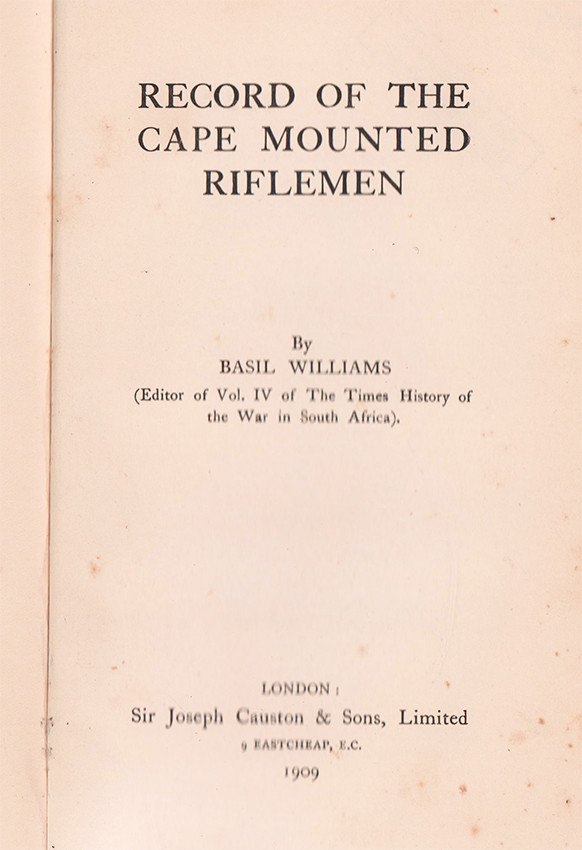 RECORD OF THE
CAPE MOUNTED
RIFLEMEN
By
BASIL WILLIAMS
(Editor of Vol. IV of The Times History of
the War in South Africa).
LONDON:
Sir Joseph Causton & Sons, Limited
9 EASTCHEAP, E.C.
1909